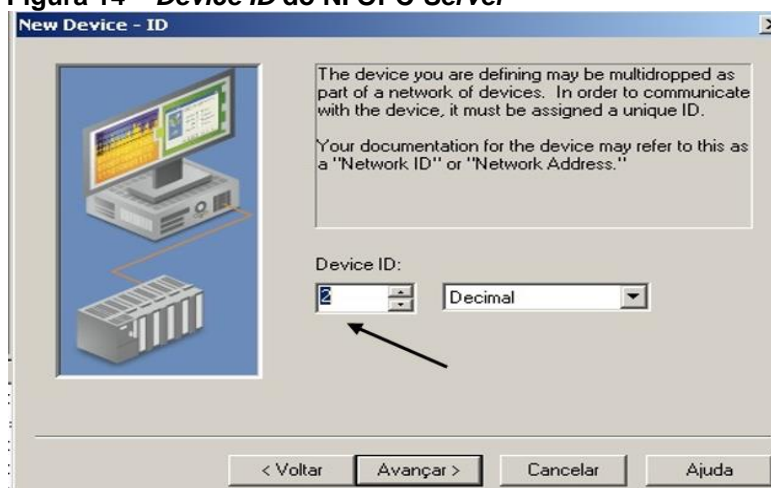 Figura 14 – Device ID do NI OPC Server
New Device - ID
The device you are defining may be multidropped as
part of a network of devices. In order to communicate
with the device, it must be assigned a unique ID.
Your documentation for the device may refer to this as
a "Network ID" or "Network Address."
Device ID:
2
Decimal
< Voltar
Avançar >
Cancelar
Ajuda